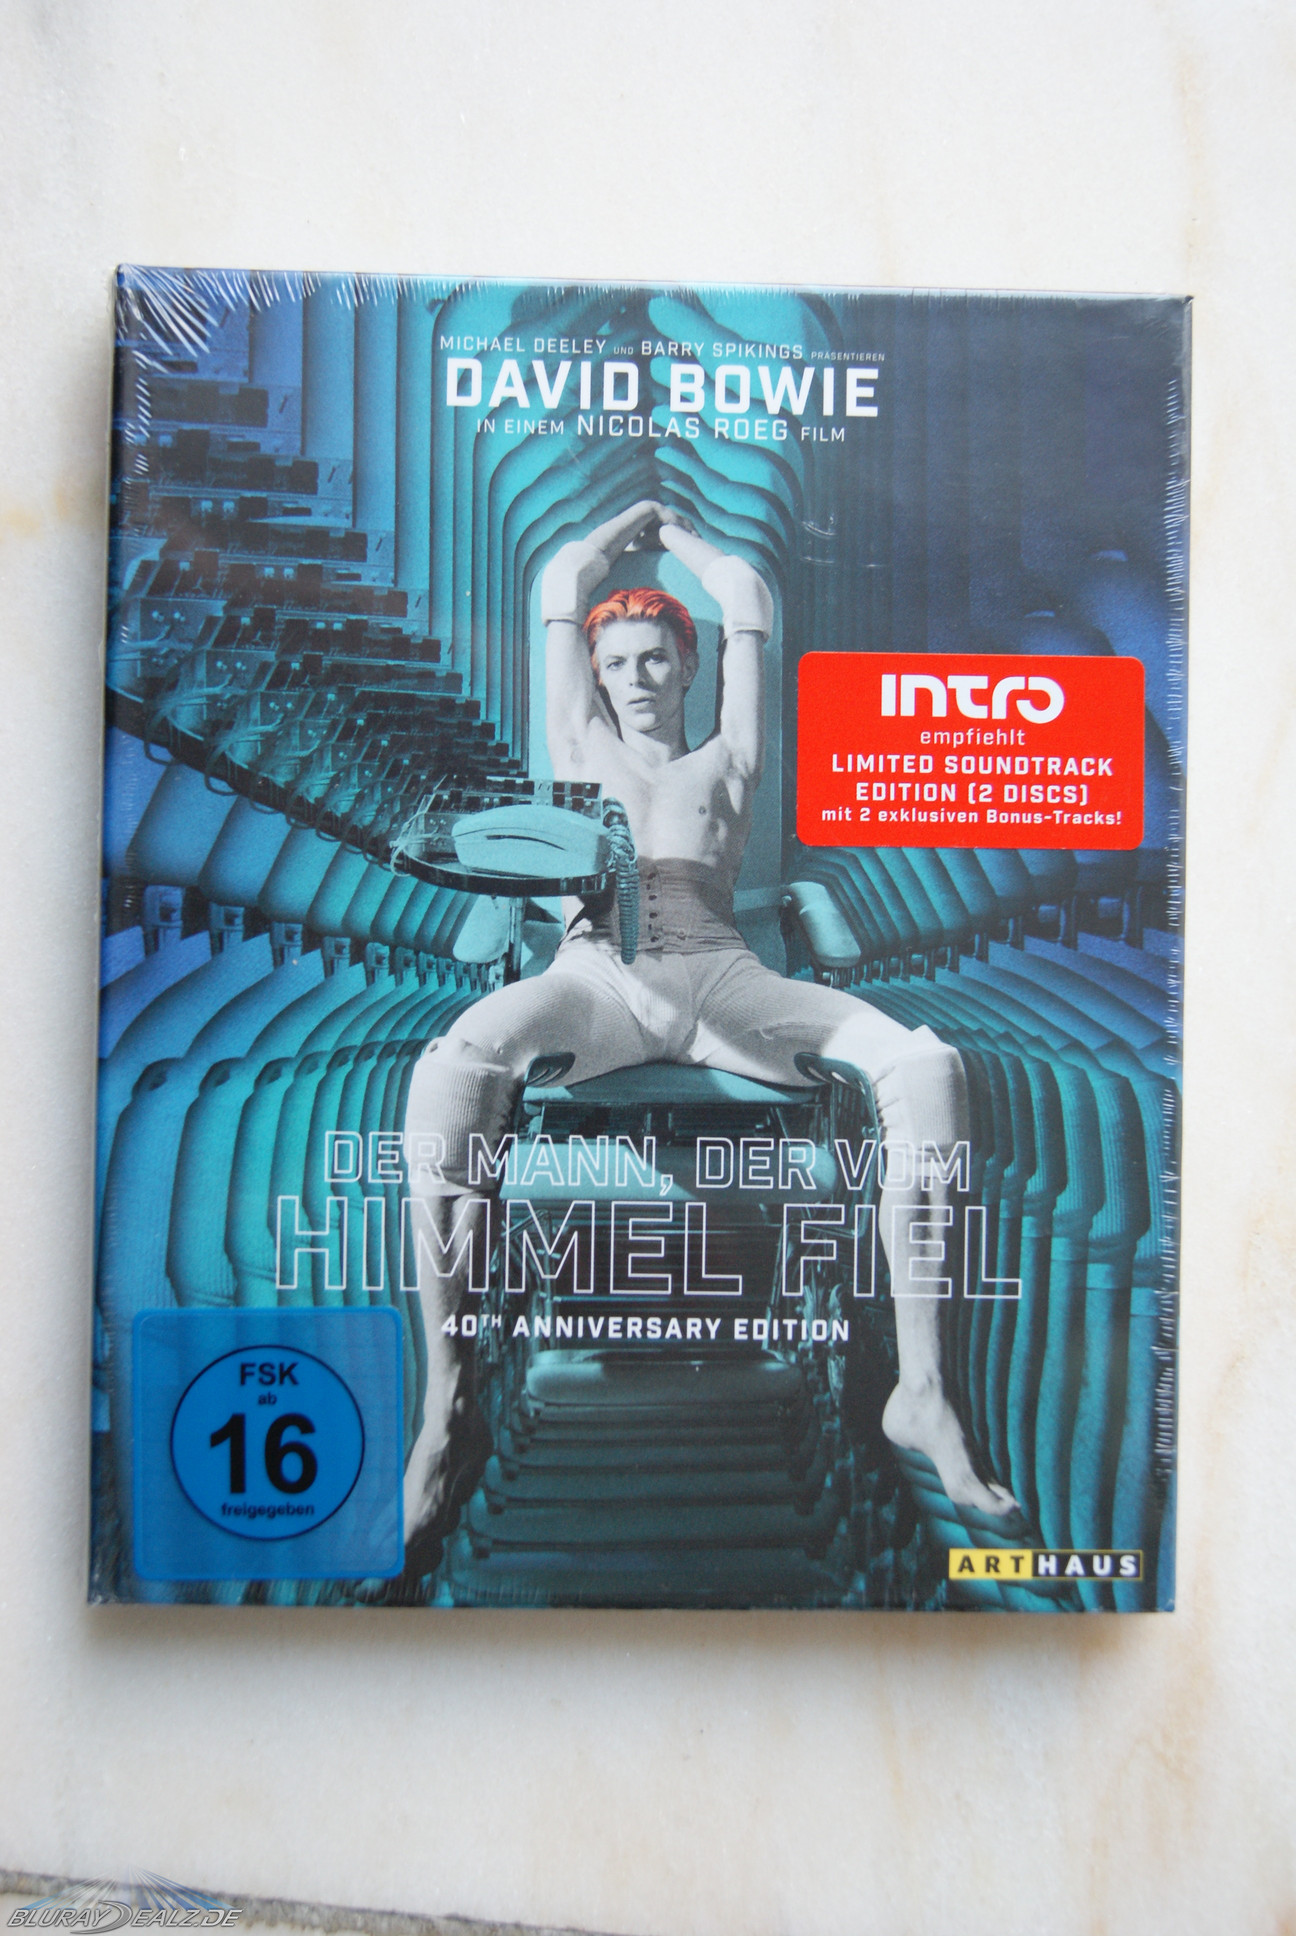 MICHAEL DEELEY UND BARRY SPIKINGS PRÄSENTIEREN
DAVID BOWIE
IN EINEM NICOLAS ROEG FILM
intro
empfiehlt
LIMITED SOUNDTRACK
EDITION (2 DISCS)
mit 2 exklusiven Bonus-Tracks!
DER MANN, DER VOM
HIMMEL FIEL
40TH ANNIVERSARY EDITION
FSK
ab
16
freigegeben
ARTHAUS
BLURAYDEALZ.DE